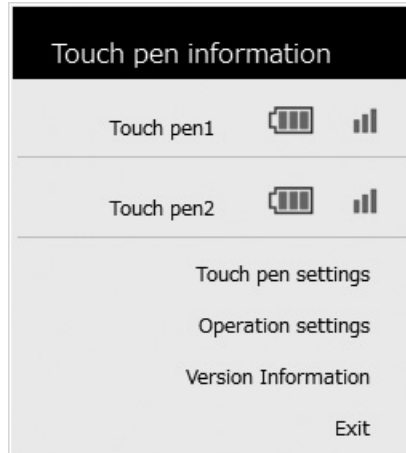 Touch pen information
Touch pen1
Touch pen2
Touch pen settings
Operation settings
Version Information
Exit